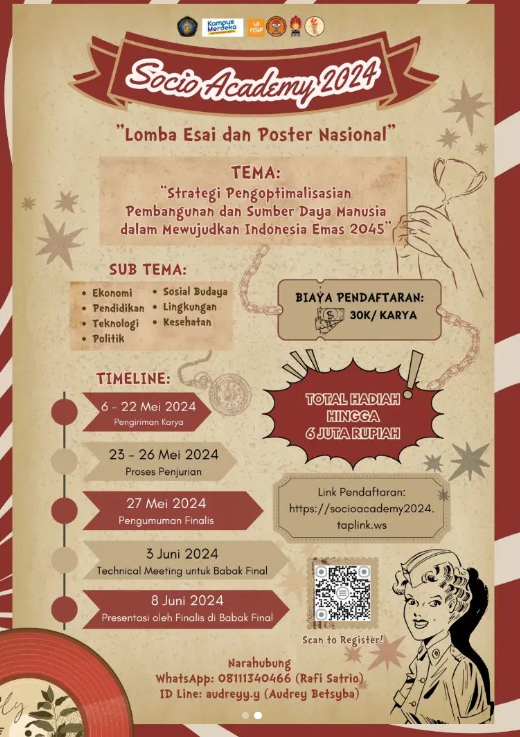 Kampus
Merdeka
FISIP
Socio Academy 2024
"Lomba Esai dan Poster Nasional"
TEMA:
"Strategi Pengoptimalisasian
Pembangunan dan Sumber Daya Manusia
dalam Mewujudkan Indonesia Emas 2045"
SUB TEMA:
• Ekonomi
• Pendidikan
• Teknologi
• Politik
• Sosial Budaya
• Lingkungan
• Kesehatan
BIAYA PENDAFTARAN:
30K/ KARYA
TIMELINE:
6 - 22 Mei 2024
Pengiriman Karya
23 - 26 Mei 2024
Proses Penjurian
27 Mei 2024
Pengumuman Finalis
3 Juni 2024
Technical Meeting untuk Babak Final
8 Juni 2024
Presentasi oleh Finalis di Babak Final
TOTAL HADIAH
HINGGA
6 JUTA RUPIAH
Link Pendaftaran:
https://socioacademy2024.
taplink.ws
Scan to Register!
Narahubung
WhatsApp: 08111340466 (Rafi Satrio)
ID Line: audreyy.y (Audrey Betsyba)